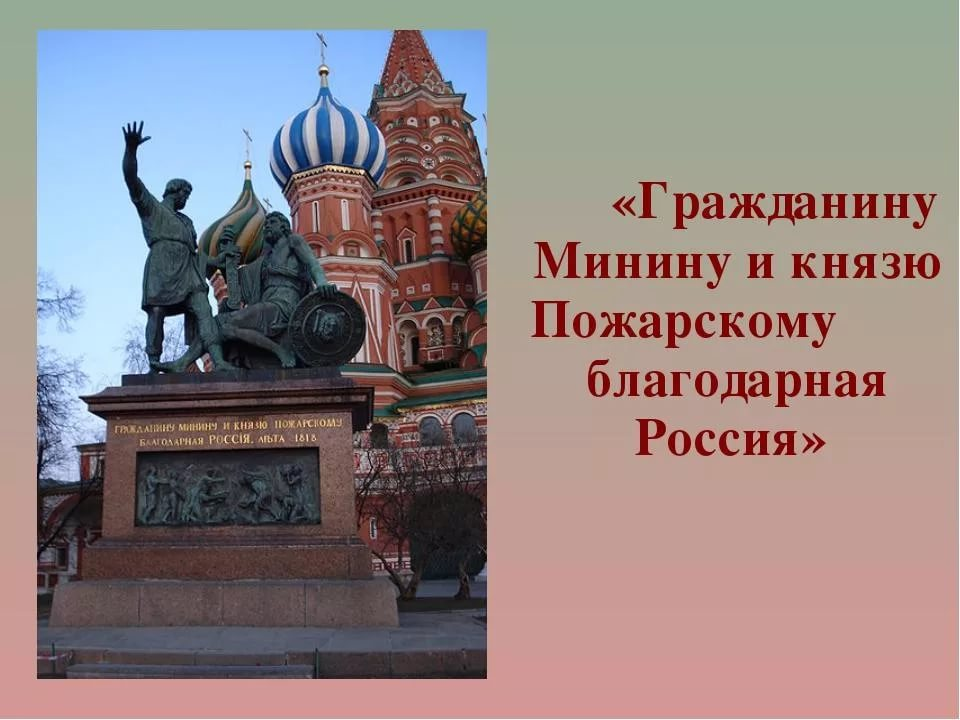 «Гражданину
Минину и князю
Пожарскому
благодарная
Россия»
ГРАЖДАНИНУ МИНИНУ И КНЯЗЮ ПОЖАРСКОМУ
БЛАГОДАРНАЯ РОССІЯ. ЛѢТА 1818